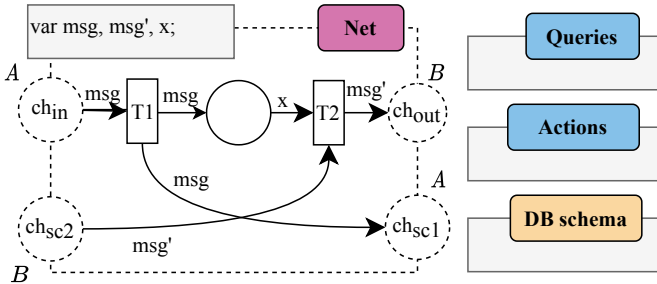 var msg, msg', x;
Net
Queries
A
B
msg
msg
x
msg'
ch_in
T1
T2
ch_out
Actions
msg
A
ch_sc2
ch_sc1
DB schema
msg'
B